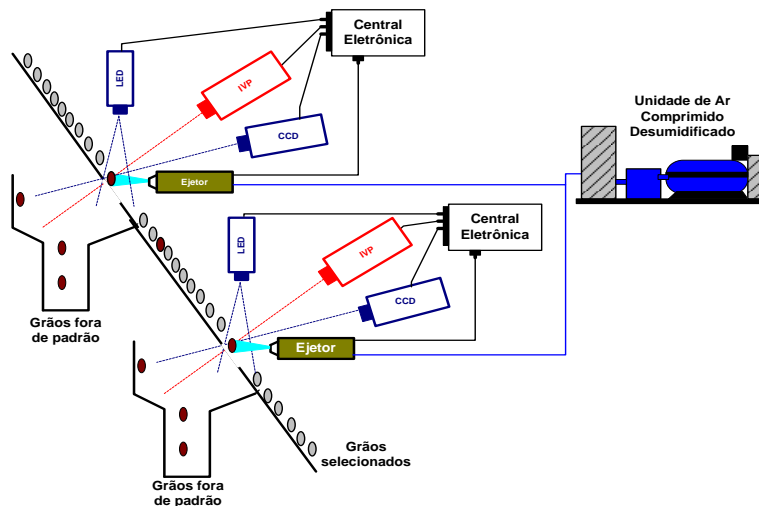 Central
Eletrônica
LED
IVP
CCD
Ejetor
Unidade de Ar
Comprimido
Desumidificado
Grãos fora
de padrão
Central
Eletrônica
LED
IVP
CCD
Ejetor
Grãos
selecionados
Grãos fora
de padrão